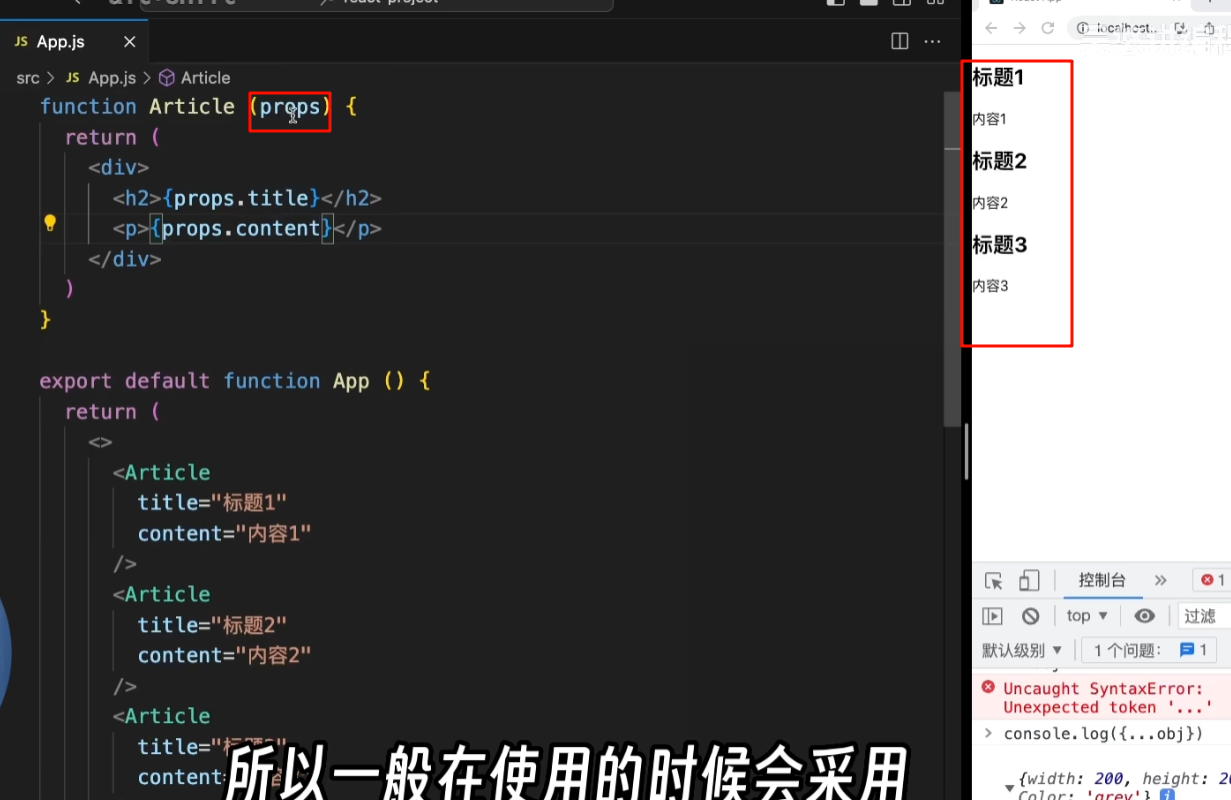 react-project
JS App.js ×
src > JS App.js > Article
function Article (props) {
return (
<div>
<h2>{props.title}</h2>
<p>{props.content}</p>
</div>
)
}
export default function App () {
return (
<>
<Article
title="标题1"
content="内容1"
/>
<Article
title="标题2"
content="内容2"
/>
<Article
title=
content=
所以一般在使用的时候会采用
localhost...
标题1
内容1
标题2
内容2
标题3
内容3
控制台 » 1
top ▼ 过滤
默认级别 ▼ 1 个问题: 1
Uncaught SyntaxError:
Unexpected token '...'
> console.log({...obj})
{width: 200, height: 20
Color: 'grey'}